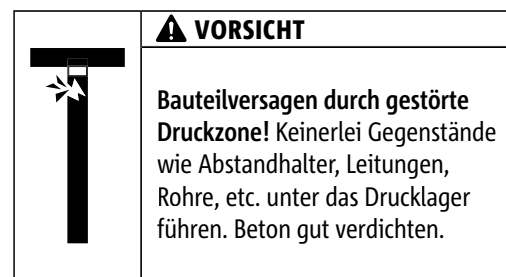 VORSICHT
Bauteilversagen durch gestörte
Druckzone! Keinerlei Gegenstände
wie Abstandhalter, Leitungen,
Rohre, etc. unter das Drucklager
führen. Beton gut verdichten.